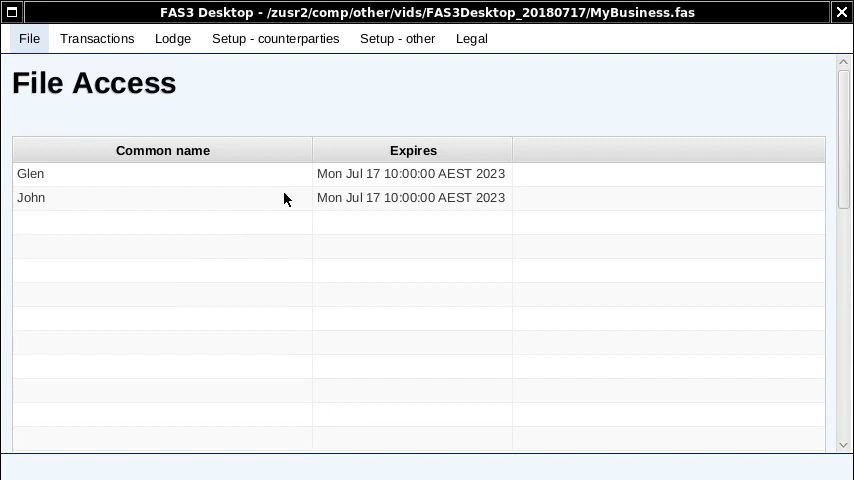 FAS3 Desktop - /zusr2/comp/other/vids/FAS3Desktop_20180717/MyBusiness.fas
File Transactions Lodge Setup - counterparties Setup - other Legal
File Access
Common name Expires
Glen Mon Jul 17 10:00:00 AEST 2023
John Mon Jul 17 10:00:00 AEST 2023